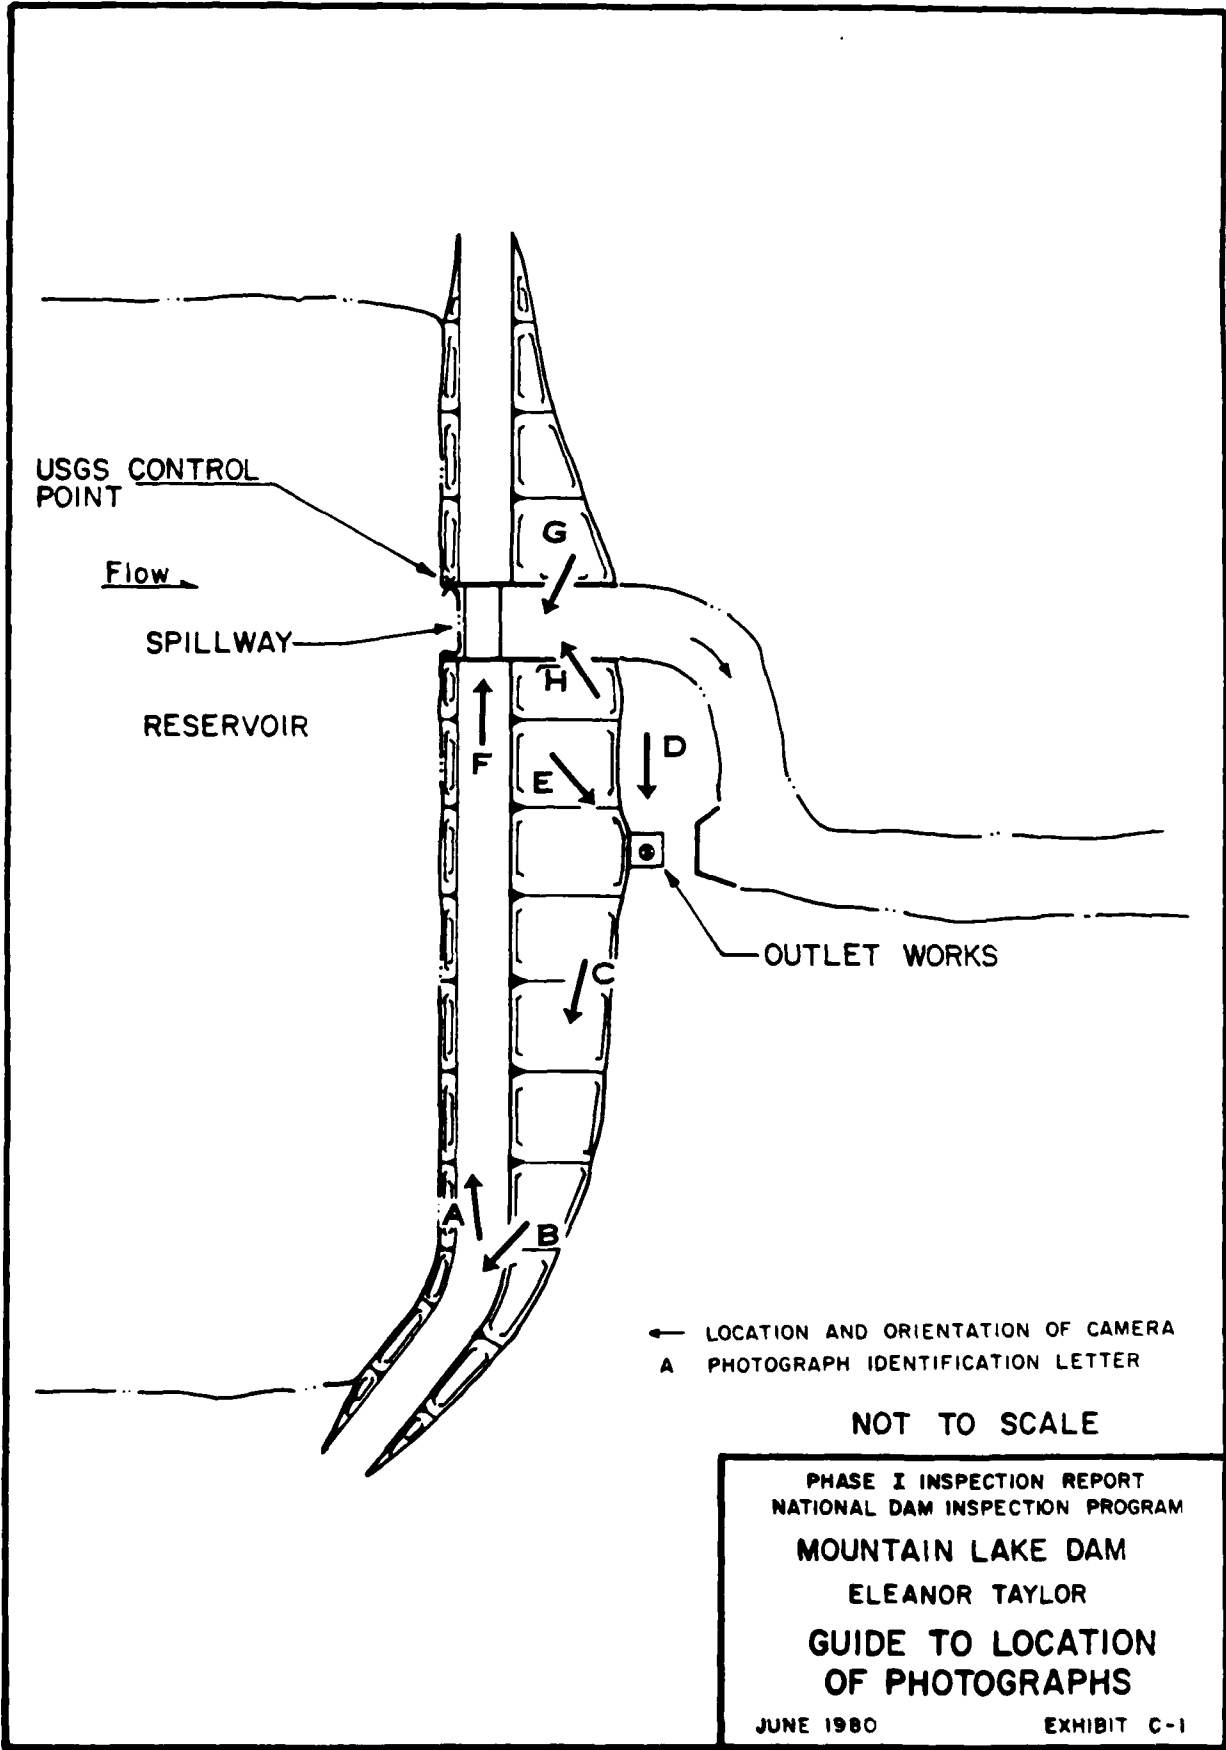 USGS CONTROL
POINT
Flow
SPILLWAY
RESERVOIR
G
H
F
E
D
OUTLET WORKS
C
A
B
LOCATION AND ORIENTATION OF CAMERA
A PHOTOGRAPH IDENTIFICATION LETTER
NOT TO SCALE
PHASE I INSPECTION REPORT
NATIONAL DAM INSPECTION PROGRAM
MOUNTAIN LAKE DAM
ELEANOR TAYLOR
GUIDE TO LOCATION
OF PHOTOGRAPHS
JUNE 1980 EXHIBIT C-1